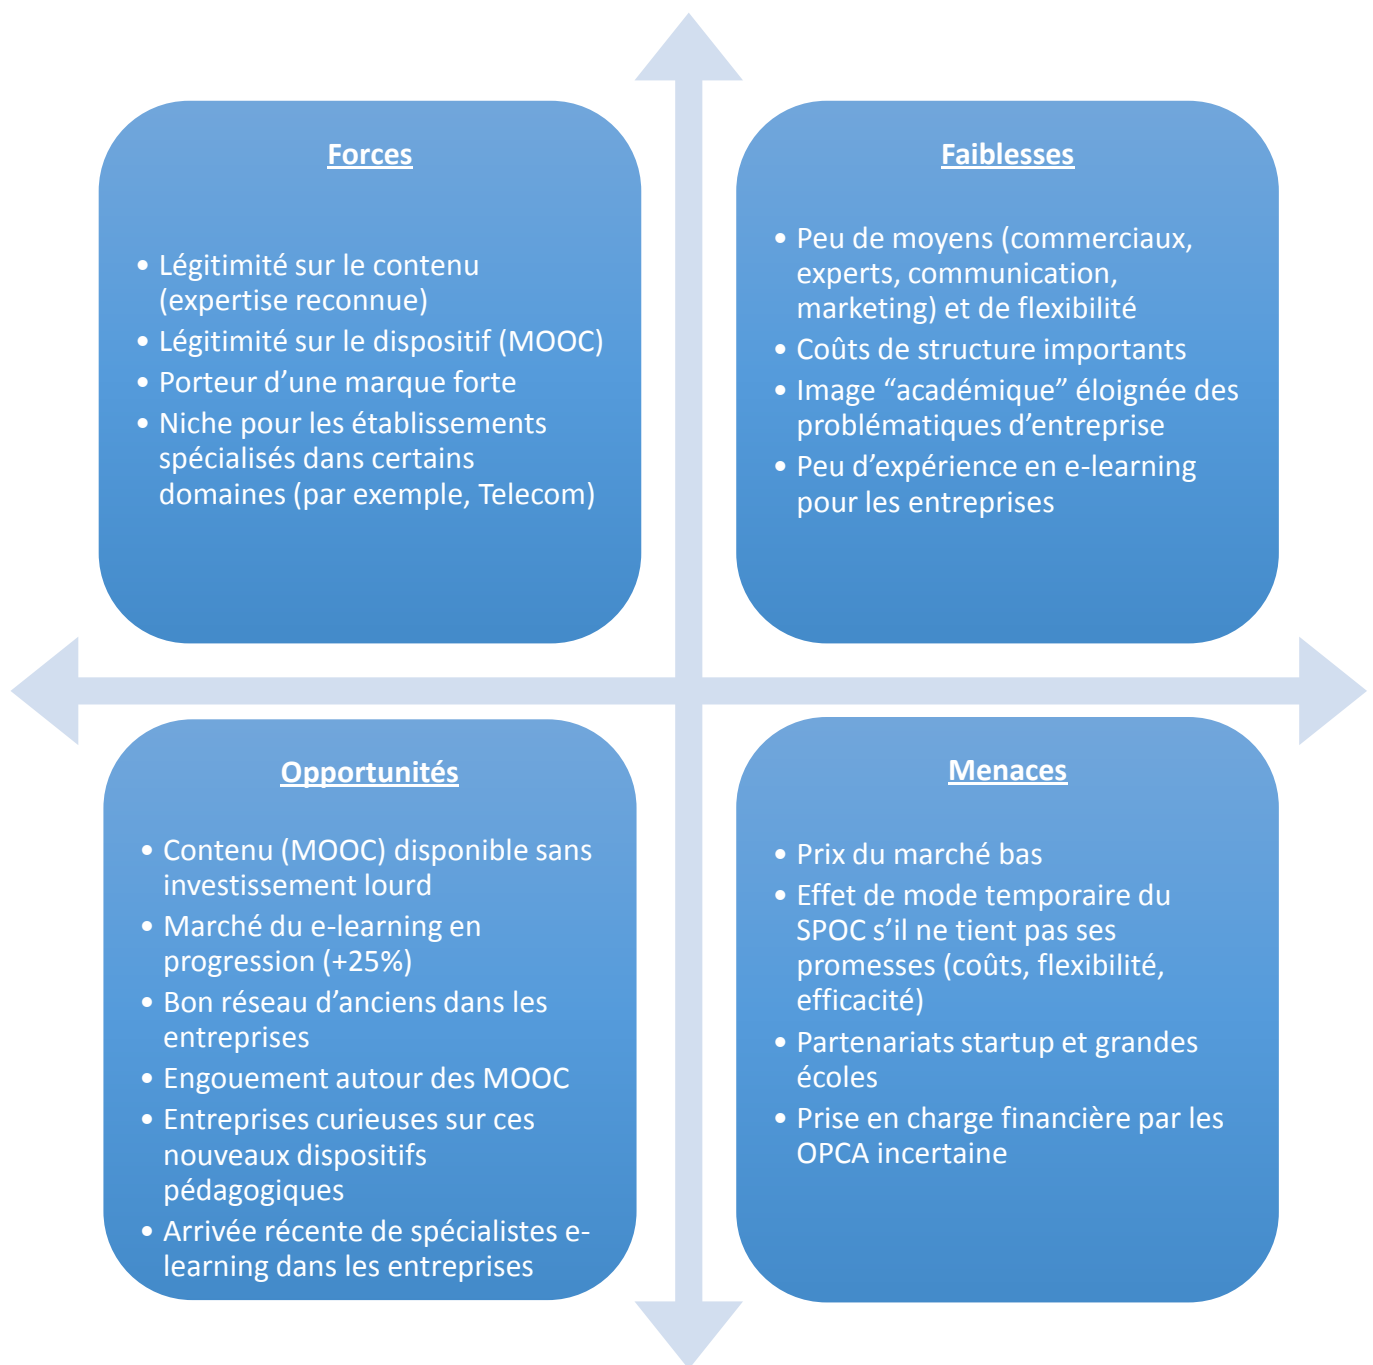 Forces
• Légitimité sur le contenu
(expertise reconnue)
• Légitimité sur le dispositif (MOOC)
• Porteur d’une marque forte
• Niche pour les établissements
spécialisés dans certains
domaines (par exemple, Telecom)
Faiblesses
• Peu de moyens (commerciaux,
experts, communication,
marketing) et de flexibilité
• Coûts de structure importants
• Image “académique” éloignée des
problématiques d’entreprise
• Peu d’expérience en e-learning
pour les entreprises
Opportunités
• Contenu (MOOC) disponible sans
investissement lourd
• Marché du e-learning en
progression (+25%)
• Bon réseau d’anciens dans les
entreprises
• Engouement autour des MOOC
• Entreprises curieuses sur ces
nouveaux dispositifs
pédagogiques
• Arrivée récente de spécialistes e-
learning dans les entreprises
Menaces
• Prix du marché bas
• Effet de mode temporaire du
SPOC s’il ne tient pas ses
promesses (coûts, flexibilité,
efficacité)
• Partenariats startup et grandes
écoles
• Prise en charge financière par les
OPCA incertaine